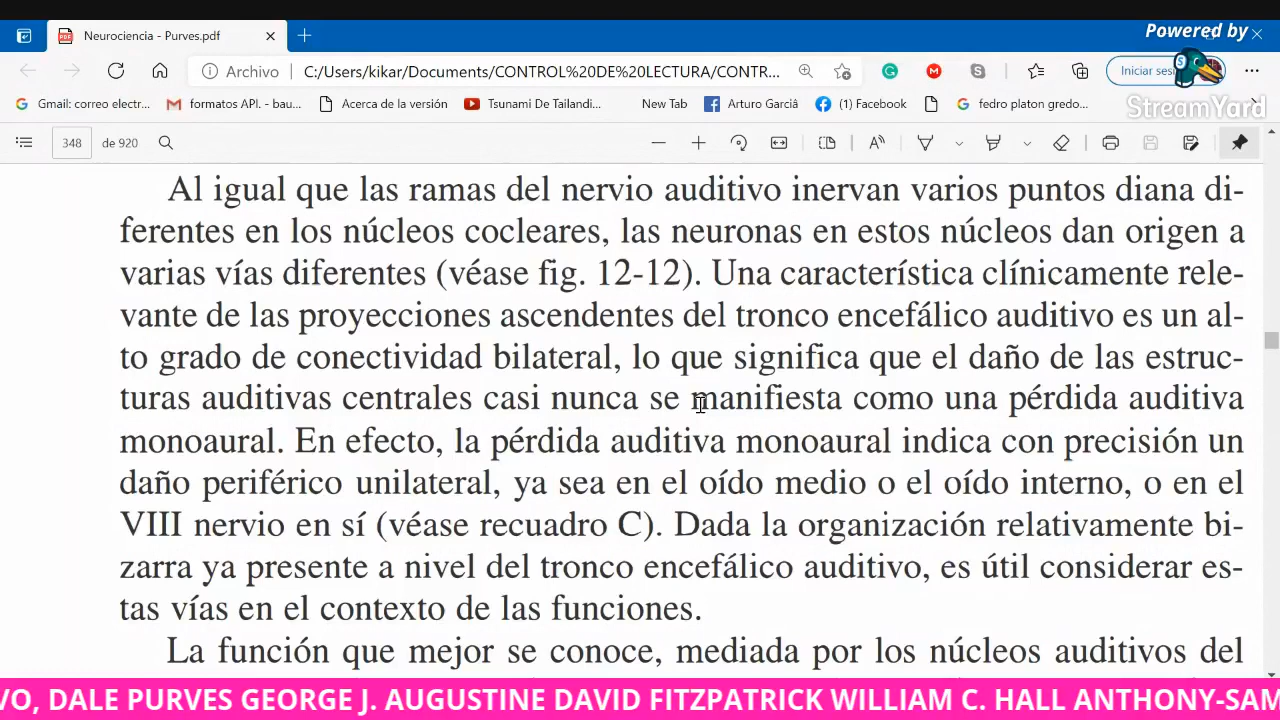 Neurociencia - Purves.pdf
Powered by
Archivo
C:/Users/kikar/Documents/CONTROL%20DE%20LECTURA/CONTR...
Iniciar
StreamYard
Gmail: correo electr...
formatos API. - bau...
Acerca de la versión
Tsunami De Tailandi...
New Tab
Arturo Garciâ
(1) Facebook
fedro platon gredo...
348
de 920
Al igual que las ramas del nervio auditivo inervan varios puntos diana di-
ferentes en los núcleos cocleares, las neuronas en estos núcleos dan origen a
varias vías diferentes (véase fig. 12-12). Una característica clínicamente rele-
vante de las proyecciones ascendentes del tronco encefálico auditivo es un al-
to grado de conectividad bilateral, lo que significa que el daño de las estruc-
turas auditivas centrales casi nunca se manifiesta como una pérdida auditiva
monoaural. En efecto, la pérdida auditiva monoaural indica con precisión un
daño periférico unilateral, ya sea en el oído medio o el oído interno, o en el
VIII nervio en sí (véase recuadro C). Dada la organización relativamente bi-
zarra ya presente a nivel del tronco encefálico auditivo, es útil considerar es-
tas vías en el contexto de las funciones.
La función que mejor se conoce, mediada por los núcleos auditivos del
VO, DALE PURVES GEORGE J. AUGUSTINE DAVID FITZPATRICK WILLIAM C. HALL ANTHONY-SAM